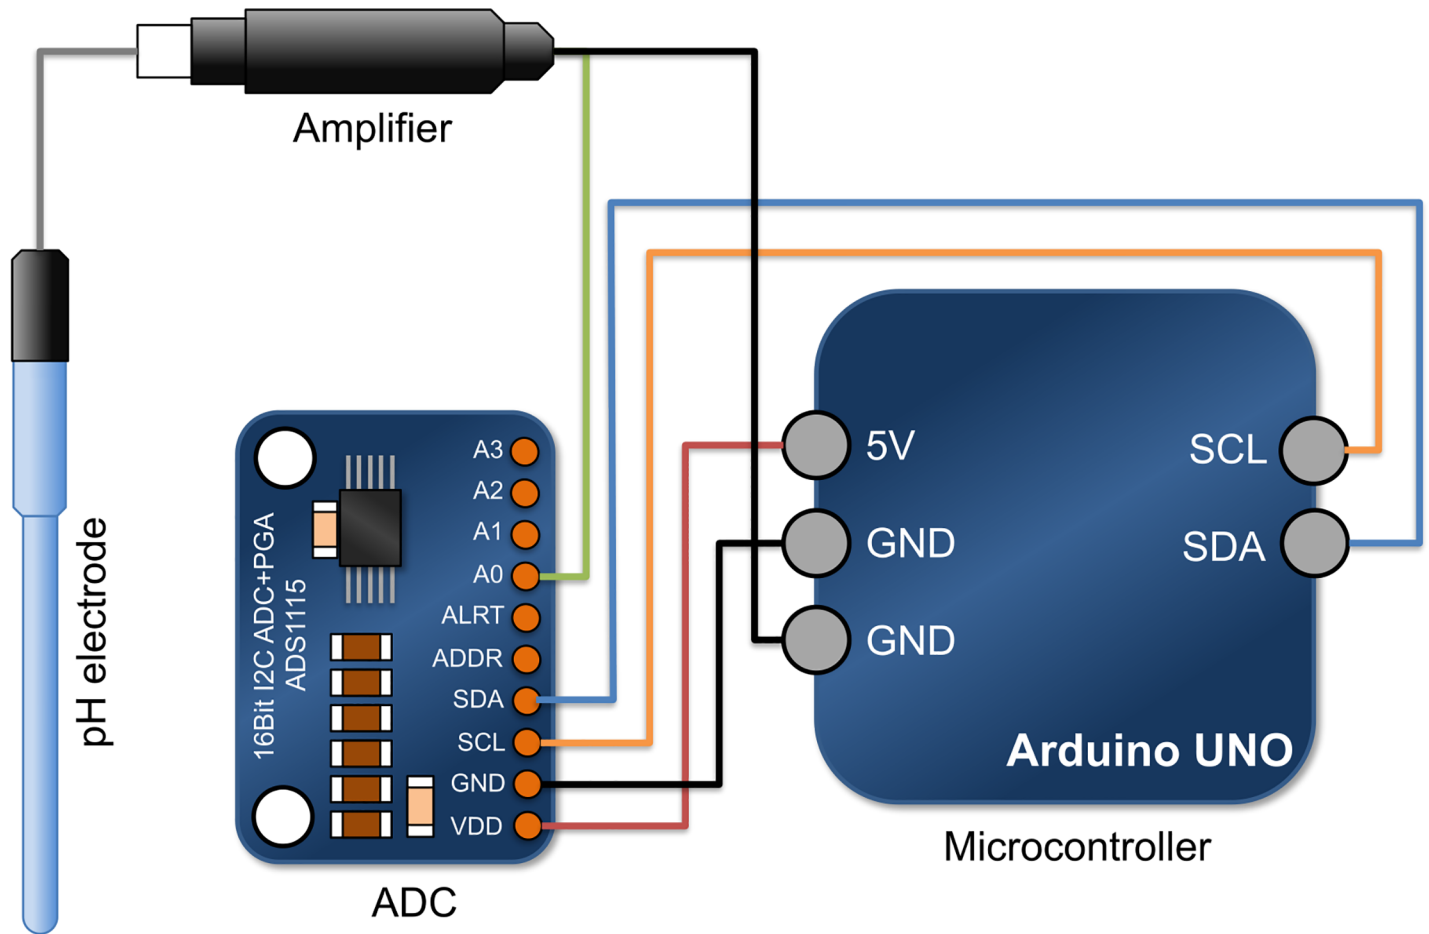 Amplifier
pH electrode
16Bit I2C ADC+PGA
ADS1115
A3
A2
A1
A0
ALRT
ADDR
SDA
SCL
GND
VDD
ADC
5V
GND
GND
SCL
SDA
Arduino UNO
Microcontroller